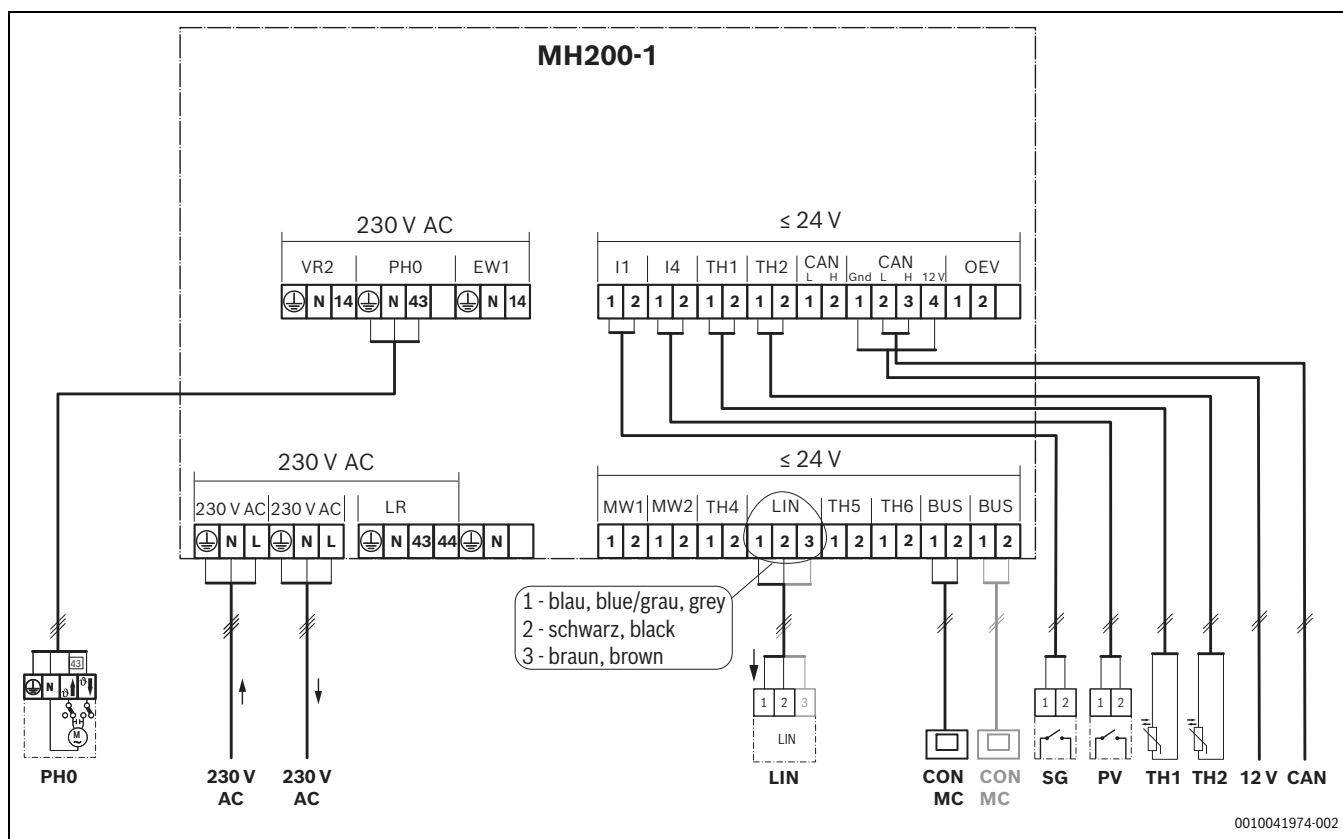 MH200-1
230 V AC
≤ 24 V
VR2 PH0 EW1
I1 I4 TH1 TH2 CAN CAN OEV
L H Gnd L H 12 V
N 14 N 43 N 14
1 2 1 2 1 2 1 2 1 2 1 2 3 4 1 2
230 V AC
≤ 24 V
230 V AC 230 V AC LR
MW1 MW2 TH4 LIN TH5 TH6 BUS BUS
N L N L N 43 44 N
1 2 1 2 1 2 1 2 3 1 2 1 2 1 2 1 2
1 - blau, blue/grau, grey
2 - schwarz, black
3 - braun, brown
43
N ϑ ϑ
M
~
1 2 3
LIN
1 2
1 2
PH0
230 V
AC
230 V
AC
LIN
CON
MC
CON
MC
SG
PV
TH1
TH2
12 V
CAN
0010041974-002